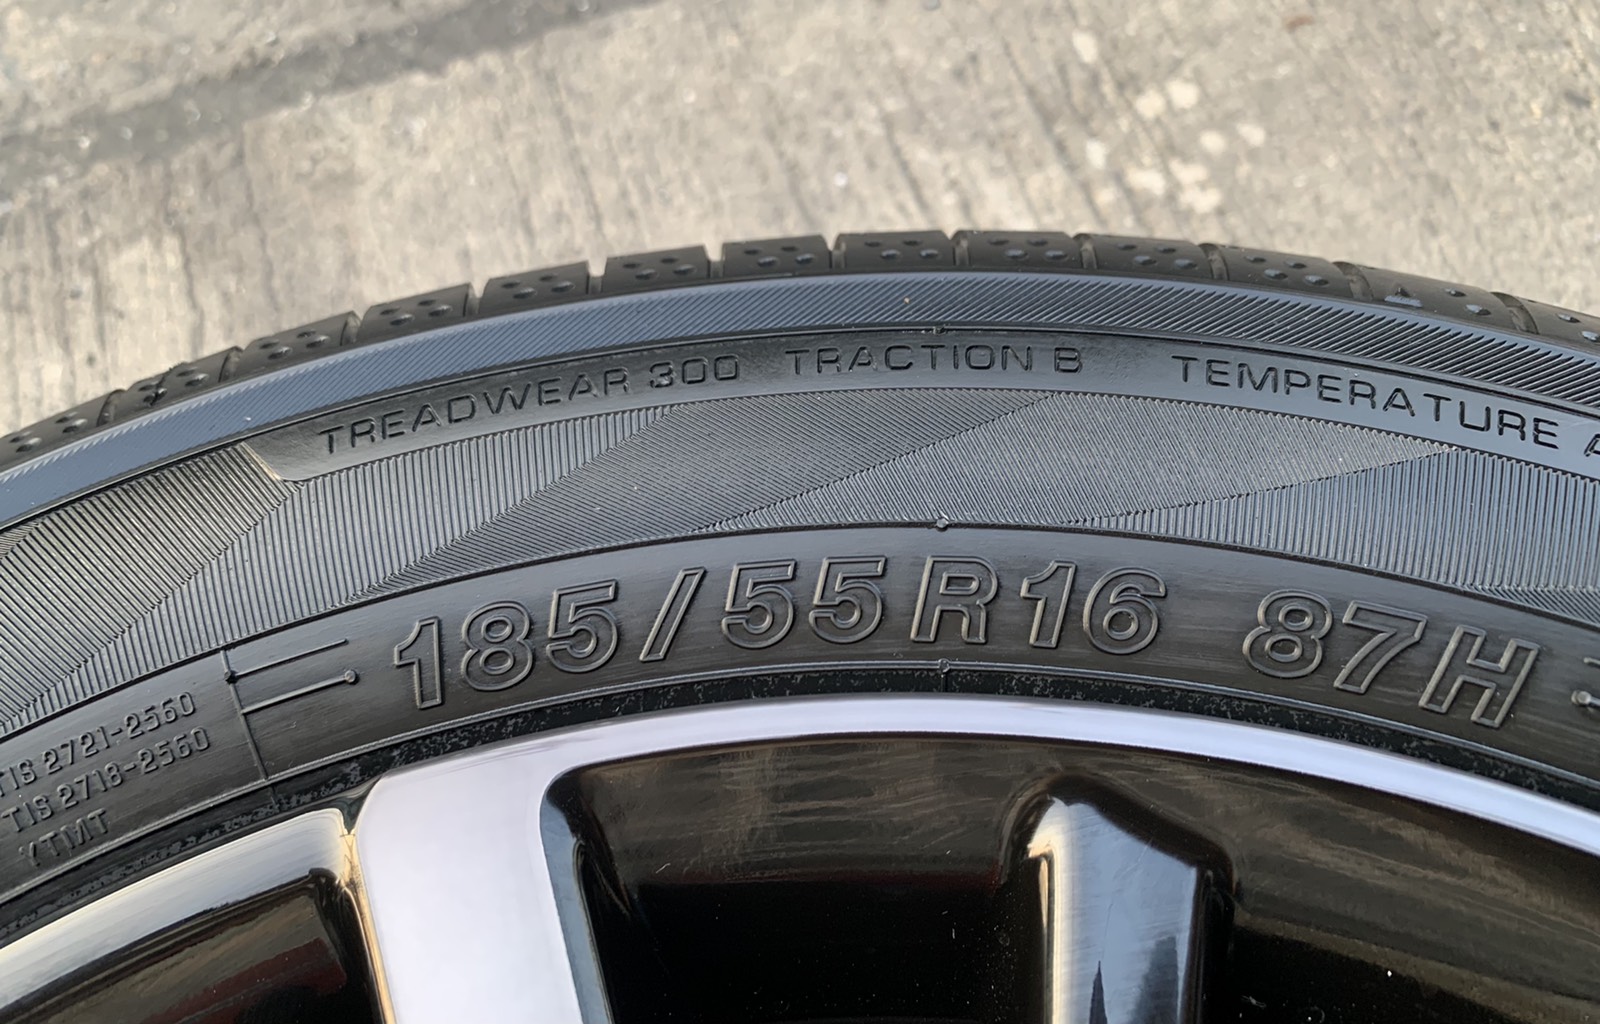 TREADWEAR 300 TRACTION B TEMPERATURE A
185/55R16 87H
TIS 2721-2560
TIS 2718-2560
YTMT